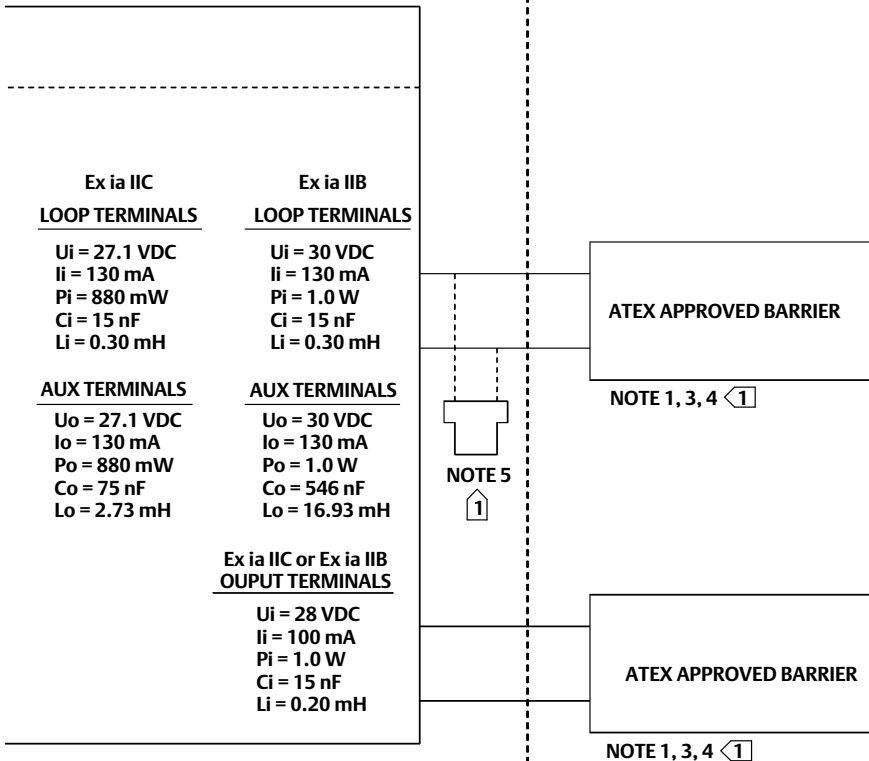 Ex ia IIC
LOOP TERMINALS
Ui = 27.1 VDC
Ii = 130 mA
Pi = 880 mW
Ci = 15 nF
Li = 0.30 mH
AUX TERMINALS
Uo = 27.1 VDC
Io = 130 mA
Po = 880 mW
Co = 75 nF
Lo = 2.73 mH
Ex ia IIB
LOOP TERMINALS
Ui = 30 VDC
Ii = 130 mA
Pi = 1.0 W
Ci = 15 nF
Li = 0.30 mH
AUX TERMINALS
Uo = 30 VDC
Io = 130 mA
Po = 1.0 W
Co = 546 nF
Lo = 16.93 mH
Ex ia IIC or Ex ia IIB
OUPUT TERMINALS
Ui = 28 VDC
Ii = 100 mA
Pi = 1.0 W
Ci = 15 nF
Li = 0.20 mH
NOTE 5
1
ATEX APPROVED BARRIER
NOTE 1, 3, 4 1
ATEX APPROVED BARRIER
NOTE 1, 3, 4 1